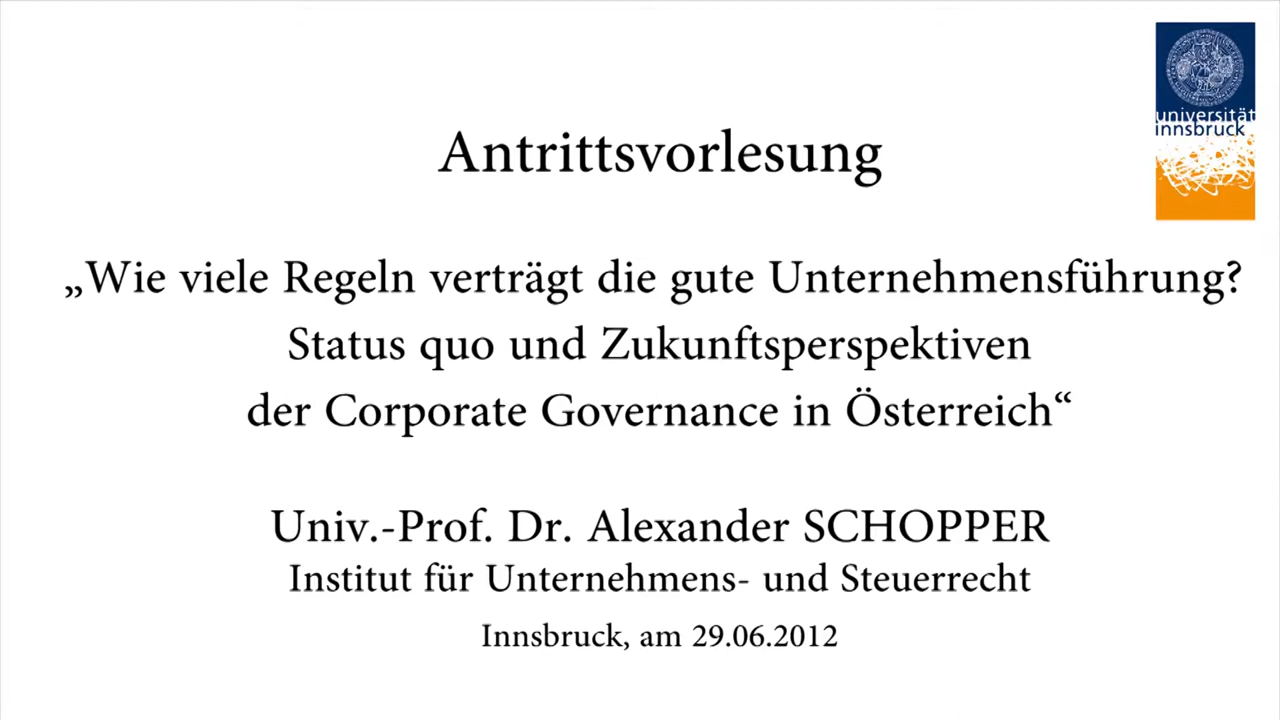 universität
innsbruck
Antrittsvorlesung
„Wie viele Regeln verträgt die gute Unternehmensführung?
Status quo und Zukunftsperspektiven
der Corporate Governance in Österreich“
Univ.-Prof. Dr. Alexander SCHOPPER
Institut für Unternehmens- und Steuerrecht
Innsbruck, am 29.06.2012